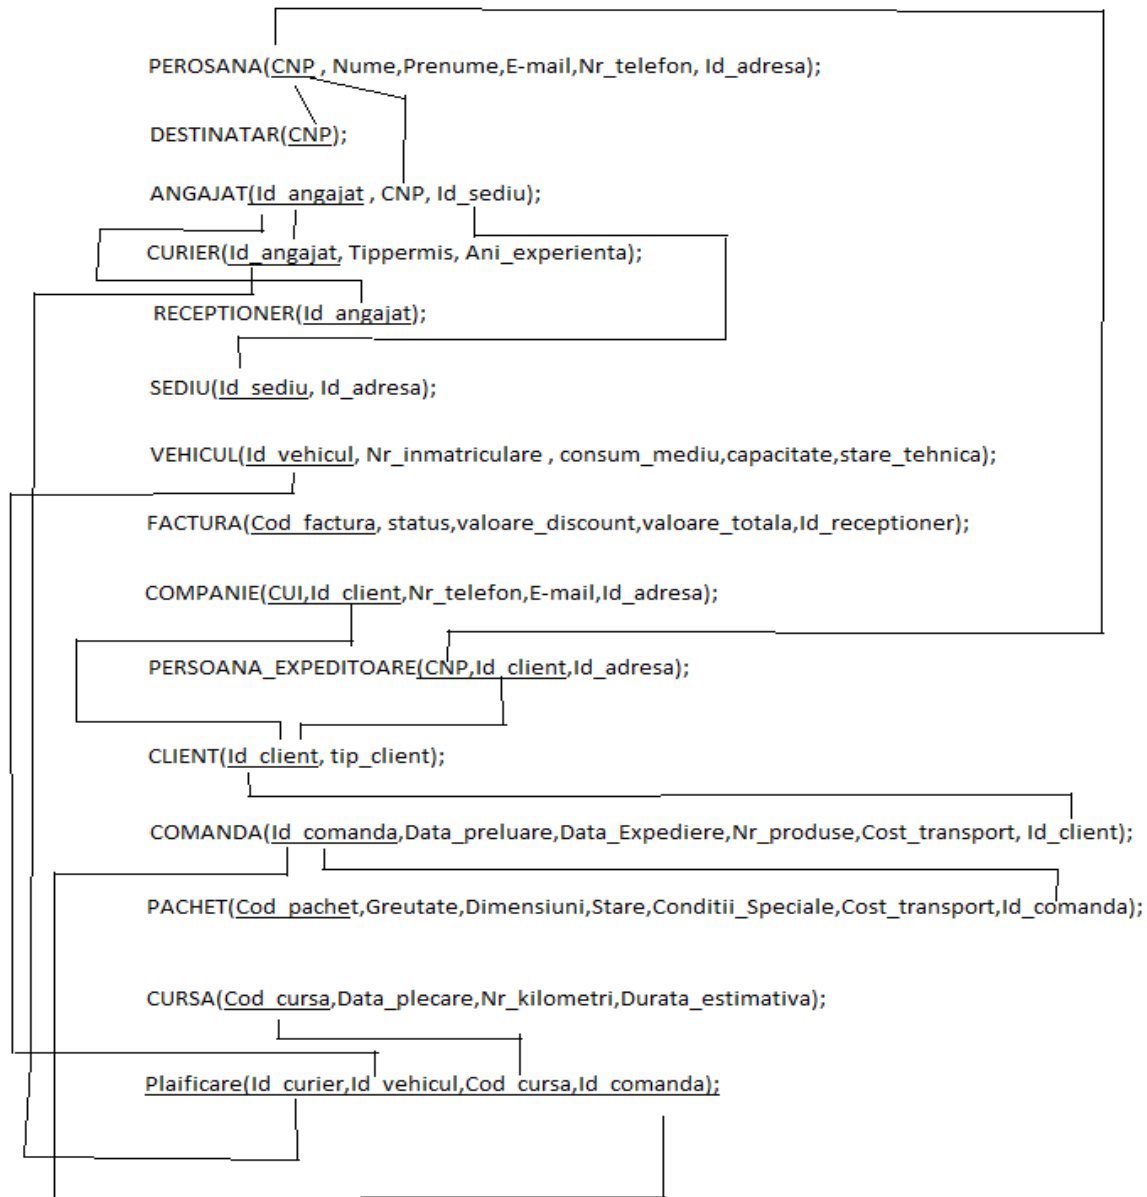 PEROSANA(CNP , Nume,Prenume,E-mail,Nr_telefon, Id_adresa);
DESTINATAR(CNP);
ANGAJAT(Id_angajat , CNP, Id_sediu);
CURIER(Id_angajat, Tippermis, Ani_experienta);
RECEPTIONER(Id_angajat);
SEDIU(Id_sediu, Id_adresa);
VEHICUL(Id_vehicul, Nr_inmatriculare , consum_mediu,capacitate,stare_tehnica);
FACTURA(Cod_factura, status,valoare_discount,valoare_totala,Id_receptioner);
COMPANIE(CUI,Id_client,Nr_telefon,E-mail,Id_adresa);
PERSOANA_EXPEDITOARE(CNP,Id_client,Id_adresa);
CLIENT(Id_client, tip_client);
COMANDA(Id_comanda,Data_preluare,Data_Expediere,Nr_produse,Cost_transport, Id_client);
PACHET(Cod_pachet,Greutate,Dimensiuni,Stare,Conditii_Speciale,Cost_transport,Id_comanda);
CURSA(Cod_cursa,Data_plecare,Nr_kilometri,Durata_estimativa);
Plaificare(Id_curier,Id_vehicul,Cod_cursa,Id_comanda);